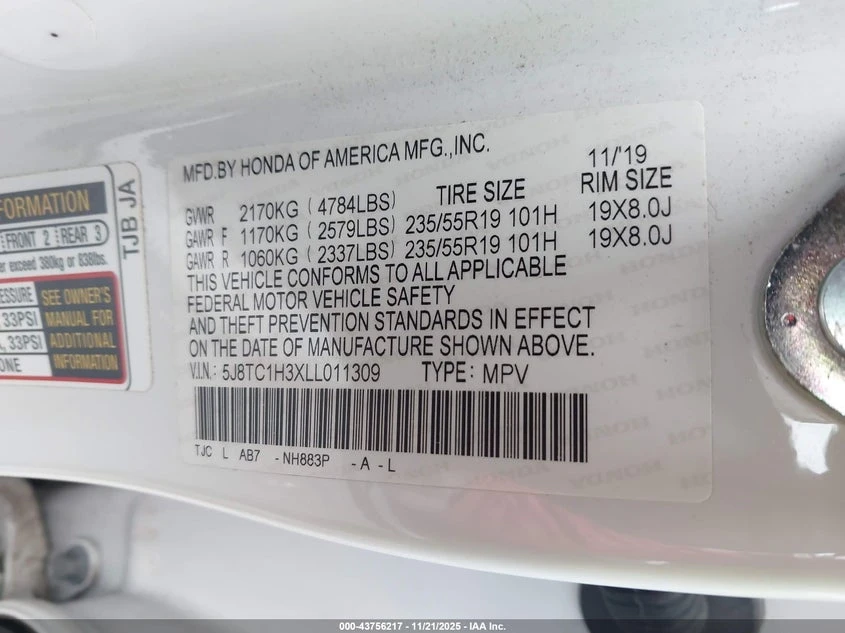 FORMATION
FRONT 2 REAR 3
er exceed 380kg or 838lbs.
PRESSURE SEE OWNER'S
33PSI MANUAL FOR
33PSI ADDITIONAL
ONE INFORMATION
TJB JA
MFD.BY HONDA OF AMERICA MFG.,INC. 11/'19
TIRE SIZE RIM SIZE
GVWR 2170KG ( 4784LBS)
GAWR F 1170KG ( 2579LBS) 235/55R19 101H 19X8.0J
GAWR R 1060KG ( 2337LBS) 235/55R19 101H 19X8.0J
THIS VEHICLE CONFORMS TO ALL APPLICABLE
FEDERAL MOTOR VEHICLE SAFETY
AND THEFT PREVENTION STANDARDS IN EFFECT
ON THE DATE OF MANUFACTURE SHOWN ABOVE.
V.I.N.: 5J8TC1H3XLL011309 TYPE: MPV
TJC L AB7 -NH883P -A -L
000-43756217 - 11/21/2025 - IAA Inc.